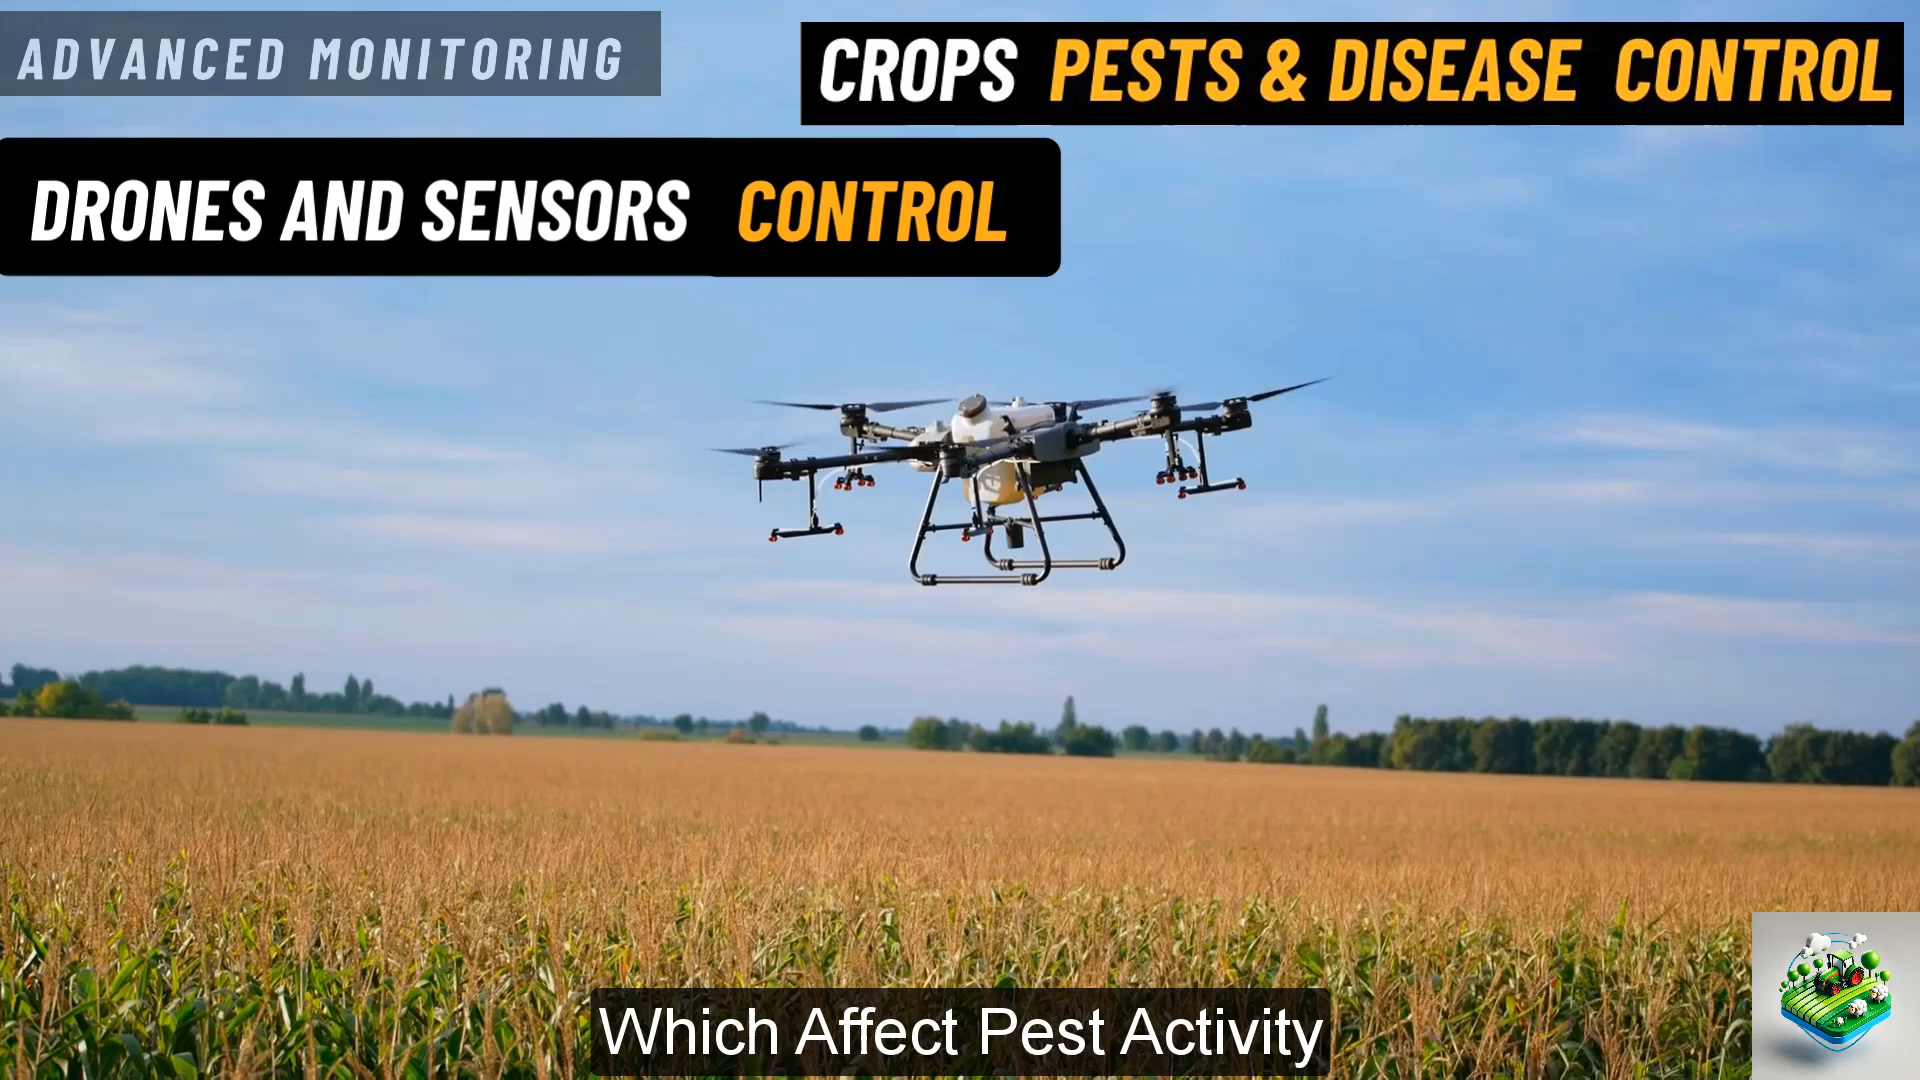 ADVANCED MONITORING
CROPS PESTS & DISEASE CONTROL
DRONES AND SENSORS CONTROL
Which Affect Pest Activity